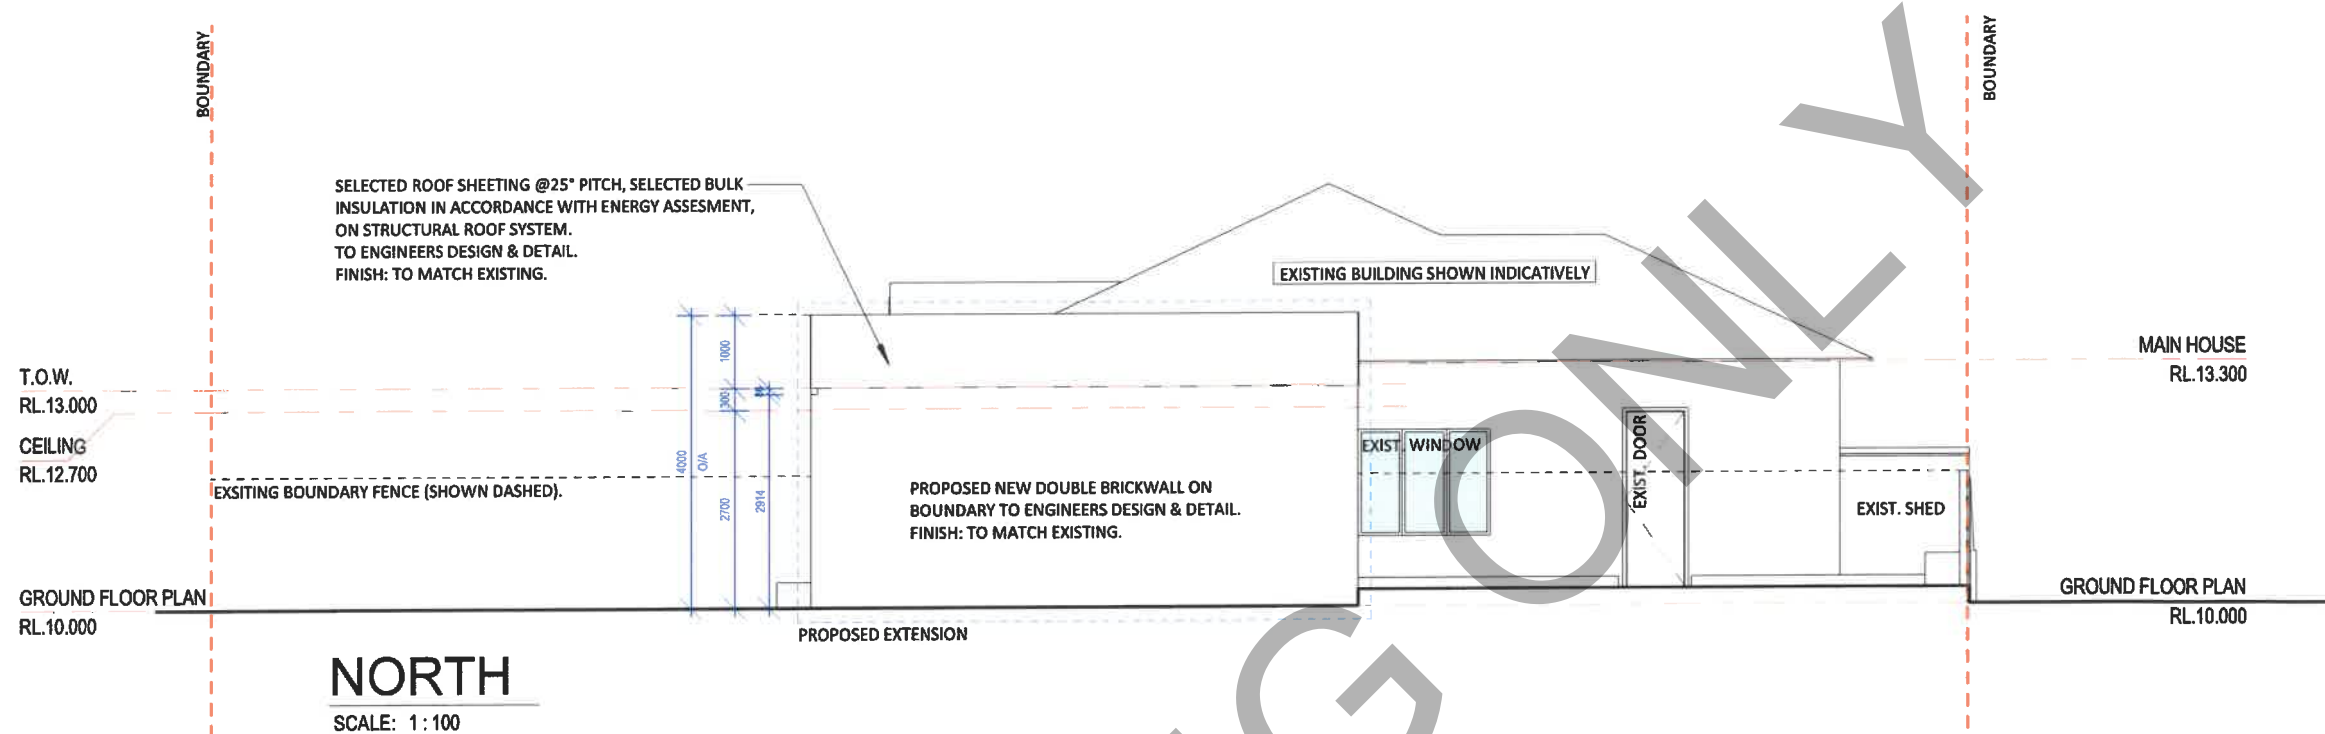 BOUNDARY
BOUNDARY
SELECTED ROOF SHEETING @25° PITCH, SELECTED BULK
INSULATION IN ACCORDANCE WITH ENERGY ASSESMENT,
ON STRUCTURAL ROOF SYSTEM.
TO ENGINEERS DESIGN & DETAIL.
FINISH: TO MATCH EXISTING.
EXISTING BUILDING SHOWN INDICATIVELY
MAIN HOUSE
RL.13.300
T.O.W.
RL.13.000
CEILING
RL.12.700
1000
300
4000
O/A
2700
2914
EXIST. WINDOW
EXIST. DOOR
EXIST. SHED
EXSITING BOUNDARY FENCE (SHOWN DASHED).
PROPOSED NEW DOUBLE BRICKWALL ON
BOUNDARY TO ENGINEERS DESIGN & DETAIL.
FINISH: TO MATCH EXISTING.
GROUND FLOOR PLAN
RL.10.000
GROUND FLOOR PLAN
RL.10.000
PROPOSED EXTENSION
NORTH
SCALE: 1:100
G ONLY